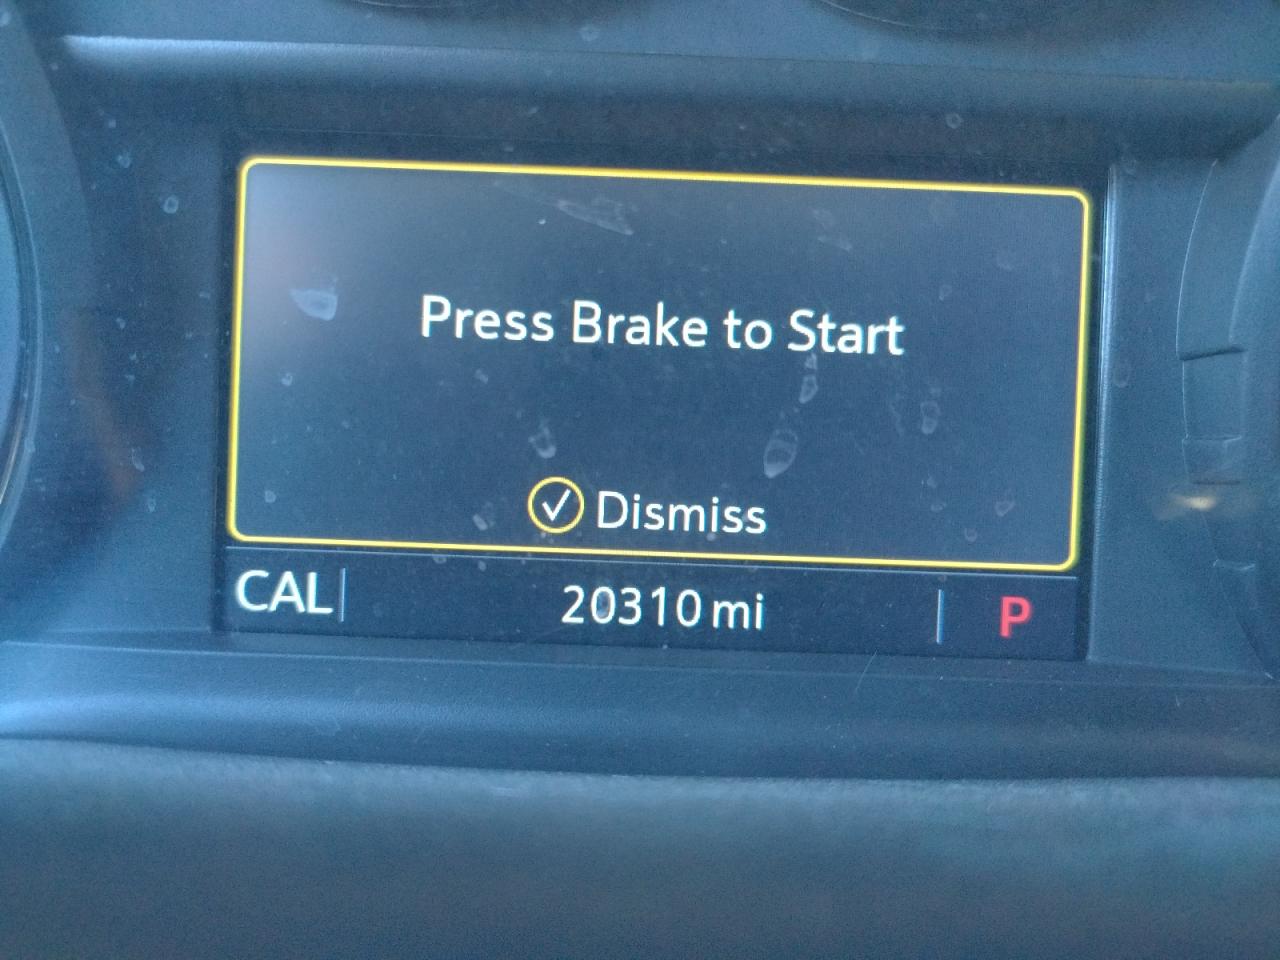 Press Brake to Start
Dismiss
CAL 20310 mi P